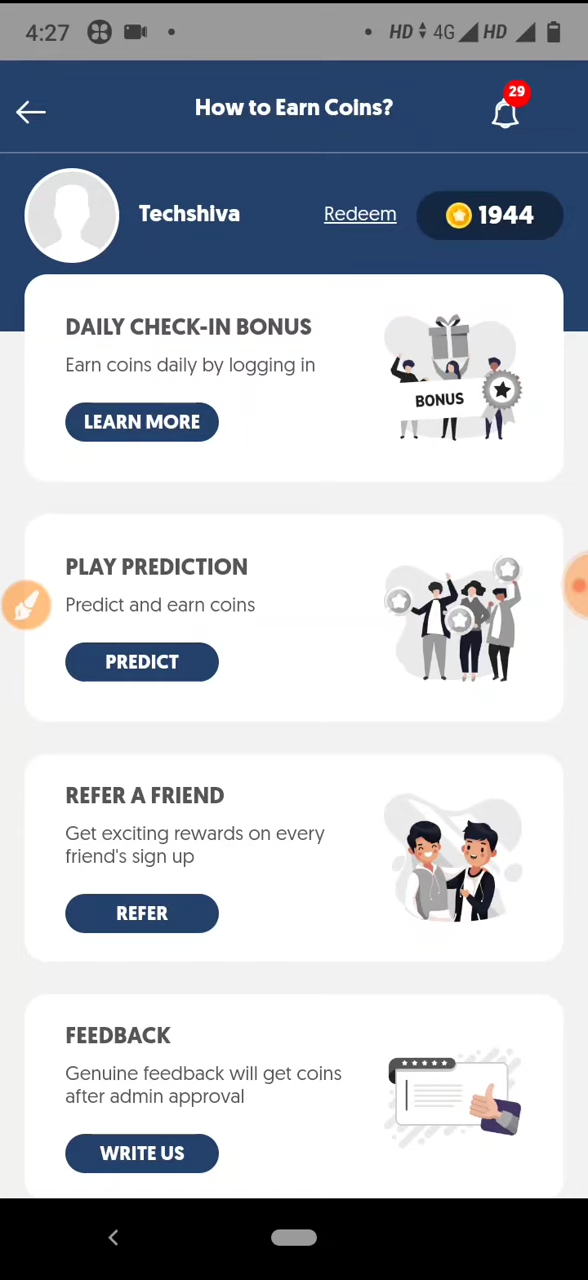 4:27 HD 4G HD
How to Earn Coins?
29
Techshiva
Redeem
1944
DAILY CHECK-IN BONUS
Earn coins daily by logging in
LEARN MORE
BONUS
PLAY PREDICTION
Predict and earn coins
PREDICT
REFER A FRIEND
Get exciting rewards on every
friend's sign up
REFER
FEEDBACK
Genuine feedback will get coins
after admin approval
WRITE US